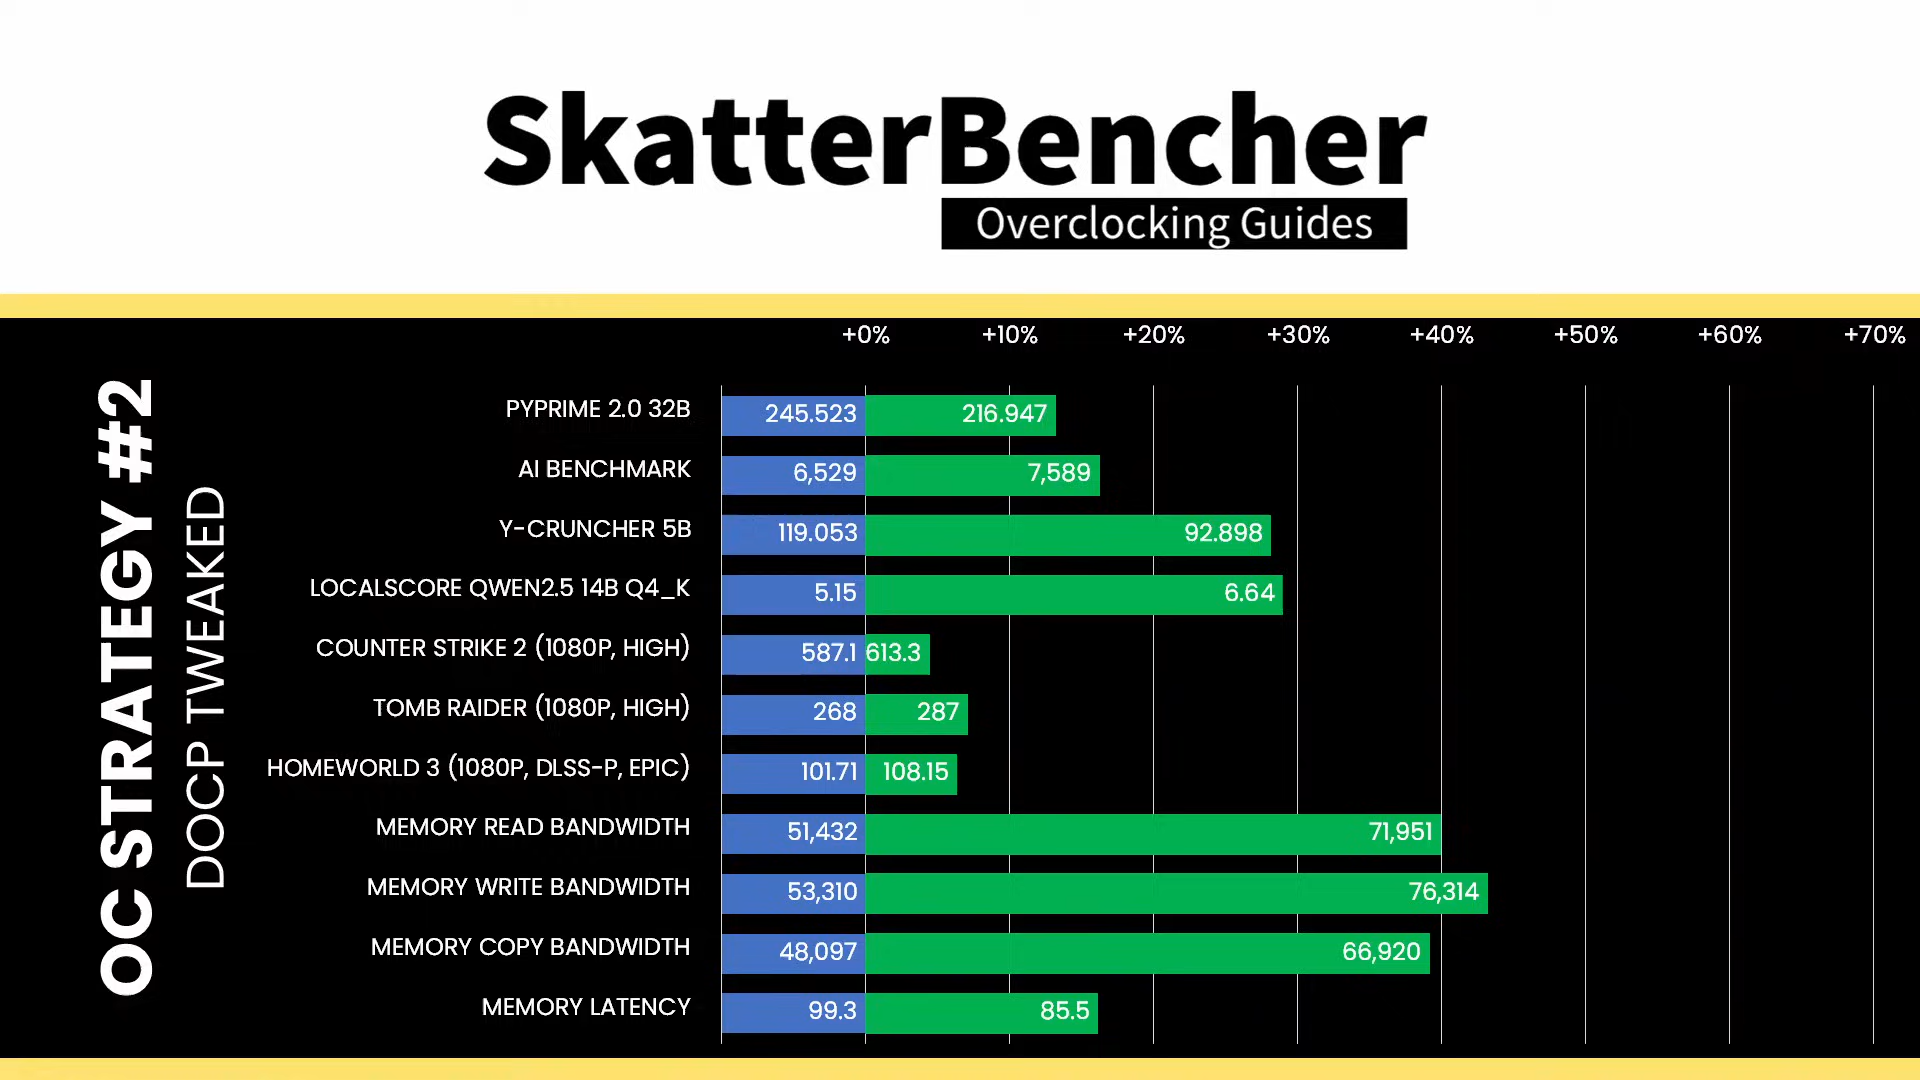 SkatterBencher
Overclocking Guides
OC STRATEGY #2
DOCP TWEAKED
+0% +10% +20% +30% +40% +50% +60% +70%
PYPRIME 2.0 32B 245.523 216.947
AI BENCHMARK 6,529 7,589
Y-CRUNCHER 5B 119.053 92.898
LOCALSCORE QWEN2.5 14B Q4_K 5.15 6.64
COUNTER STRIKE 2 (1080P, HIGH) 587.1 613.3
TOMB RAIDER (1080P, HIGH) 268 287
HOMEWORLD 3 (1080P, DLSS-P, EPIC) 101.71 108.15
MEMORY READ BANDWIDTH 51,432 71,951
MEMORY WRITE BANDWIDTH 53,310 76,314
MEMORY COPY BANDWIDTH 48,097 66,920
MEMORY LATENCY 99.3 85.5